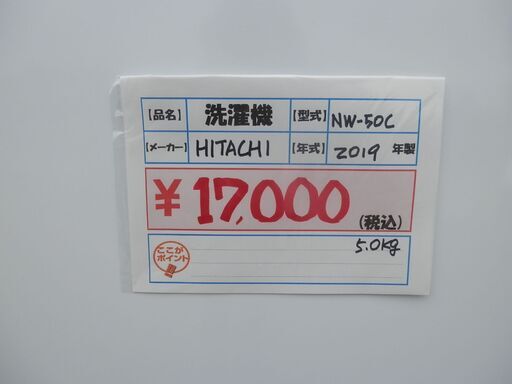 【品名】 洗濯機 【型式】 NW-50C
【メーカー】 HITACHI 【年式】 2019 年製
¥17,000 (税込)
5.0kg
ここが
ポイント